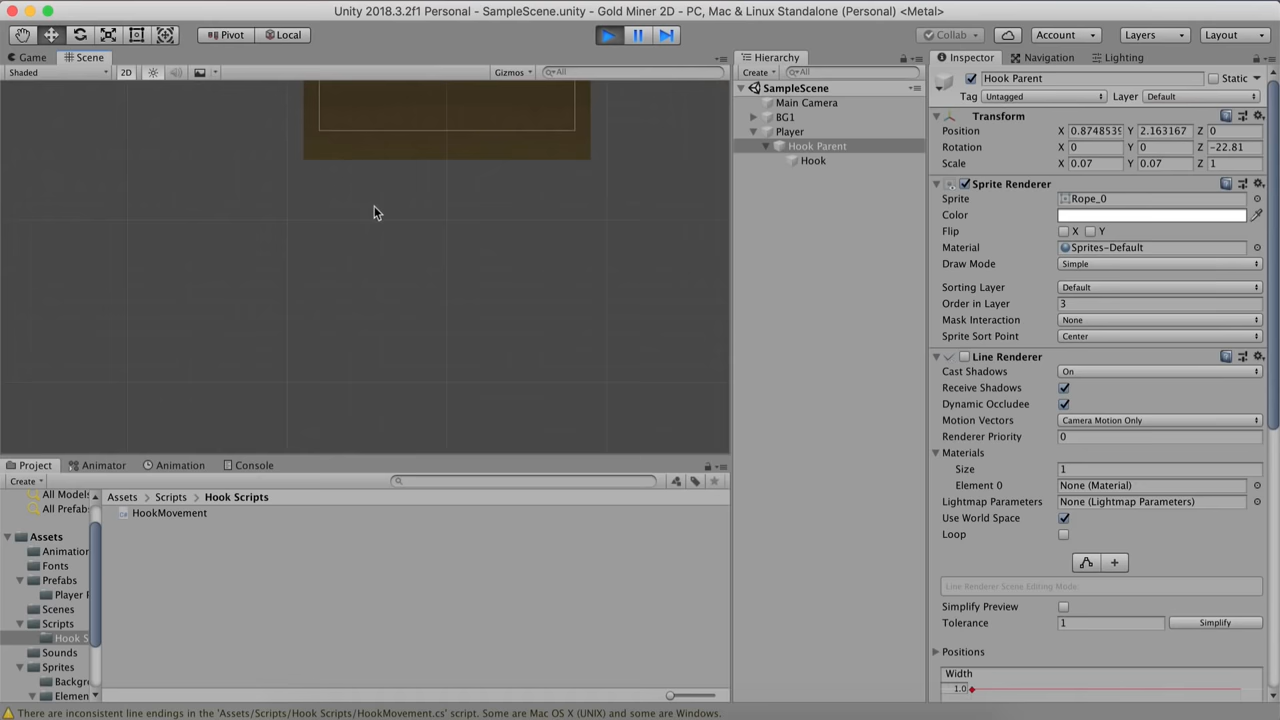 Unity 2018.3.2f1 Personal - SampleScene.unity - Gold Miner 2D - PC, Mac & Linux Standalone (Personal) <Metal>
Pivot Local Collab Account Layers Layout
Game Scene
Shaded 2D Gizmos All
Hierarchy
Create All
SampleScene
Main Camera
BG1
Player
Hook Parent
Hook
Inspector Navigation Lighting
Hook Parent Static
Tag Untagged Layer Default
Transform
Position X 0.8748539 Y 2.163167 Z 0
Rotation X 0 Y 0 Z -22.81
Scale X 0.07 Y 0.07 Z 1
Sprite Renderer
Sprite Rope_0
Color
Flip X Y
Material Sprites-Default
Draw Mode Simple
Sorting Layer Default
Order in Layer 3
Mask Interaction None
Sprite Sort Point Center
Line Renderer
Cast Shadows On
Receive Shadows
Dynamic Occludee
Motion Vectors Camera Motion Only
Renderer Priority 0
Materials
Size 1
Element 0 None (Material)
Lightmap Parameters None (Lightmap Parameters)
Use World Space
Loop
Line Renderer Scene Editing Mode:
Simplify Preview
Tolerance 1 Simplify
Positions
Width
1.0
Project Animator Animation Console
Create
All Models
All Prefabs
Assets
Animation
Fonts
Prefabs
Player P
Scenes
Scripts
Hook S
Sounds
Sprites
Backgro
Elemen
Assets Scripts Hook Scripts
HookMovement
There are inconsistent line endings in the 'Assets/Scripts/Hook Scripts/HookMovement.cs' script. Some are Mac OS X (UNIX) and some are Windows.